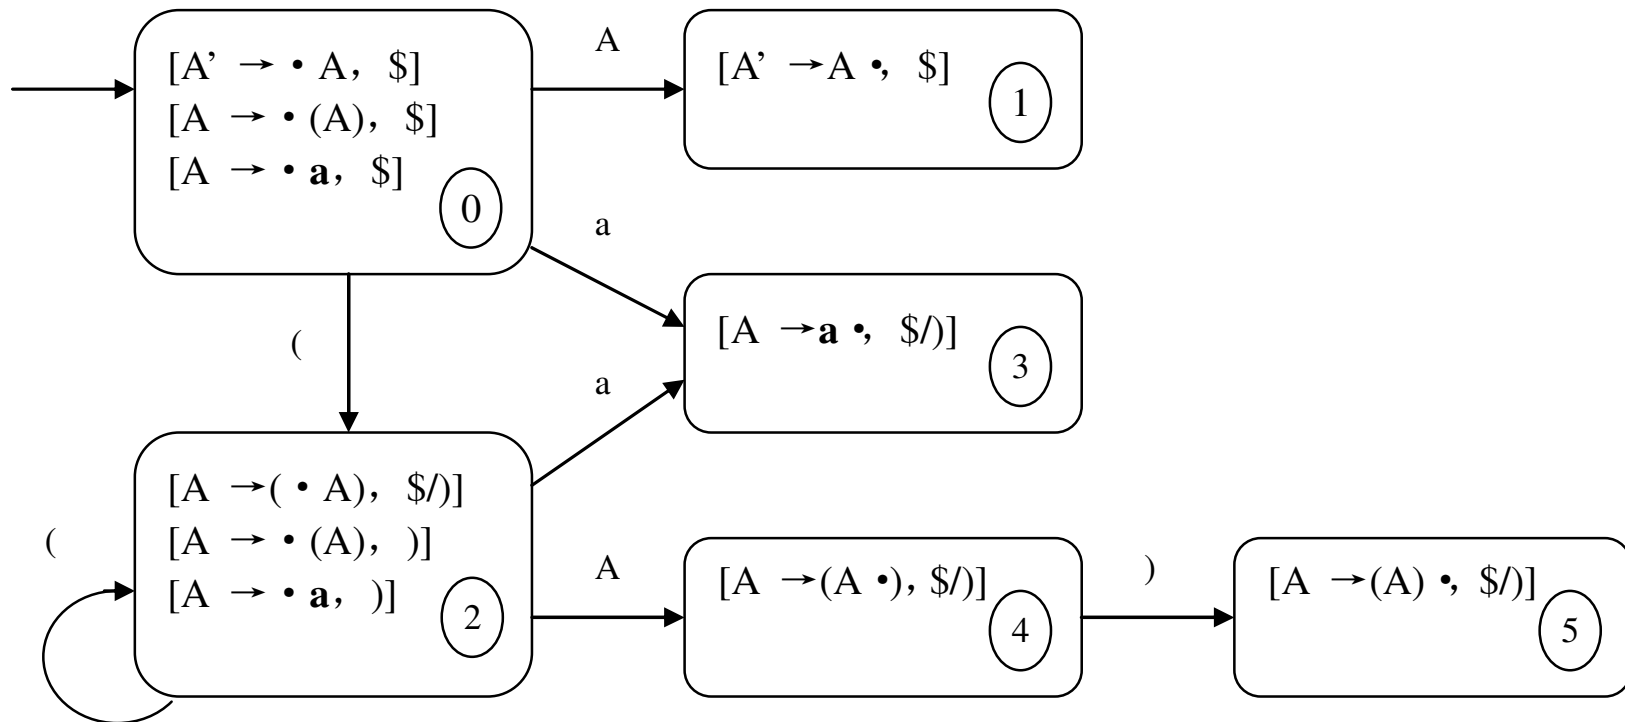 [A’ → • A, $]
[A → • (A), $]
[A → • a, $]
0
A
[A’ →A •, $]
1
a
(
[A →a •, $/)]
3
a
[A →( • A), $/)]
[A → • (A), )]
[A → • a, )]
2
(
A
[A →(A •), $/)]
4
)
[A →(A) •, $/)]
5